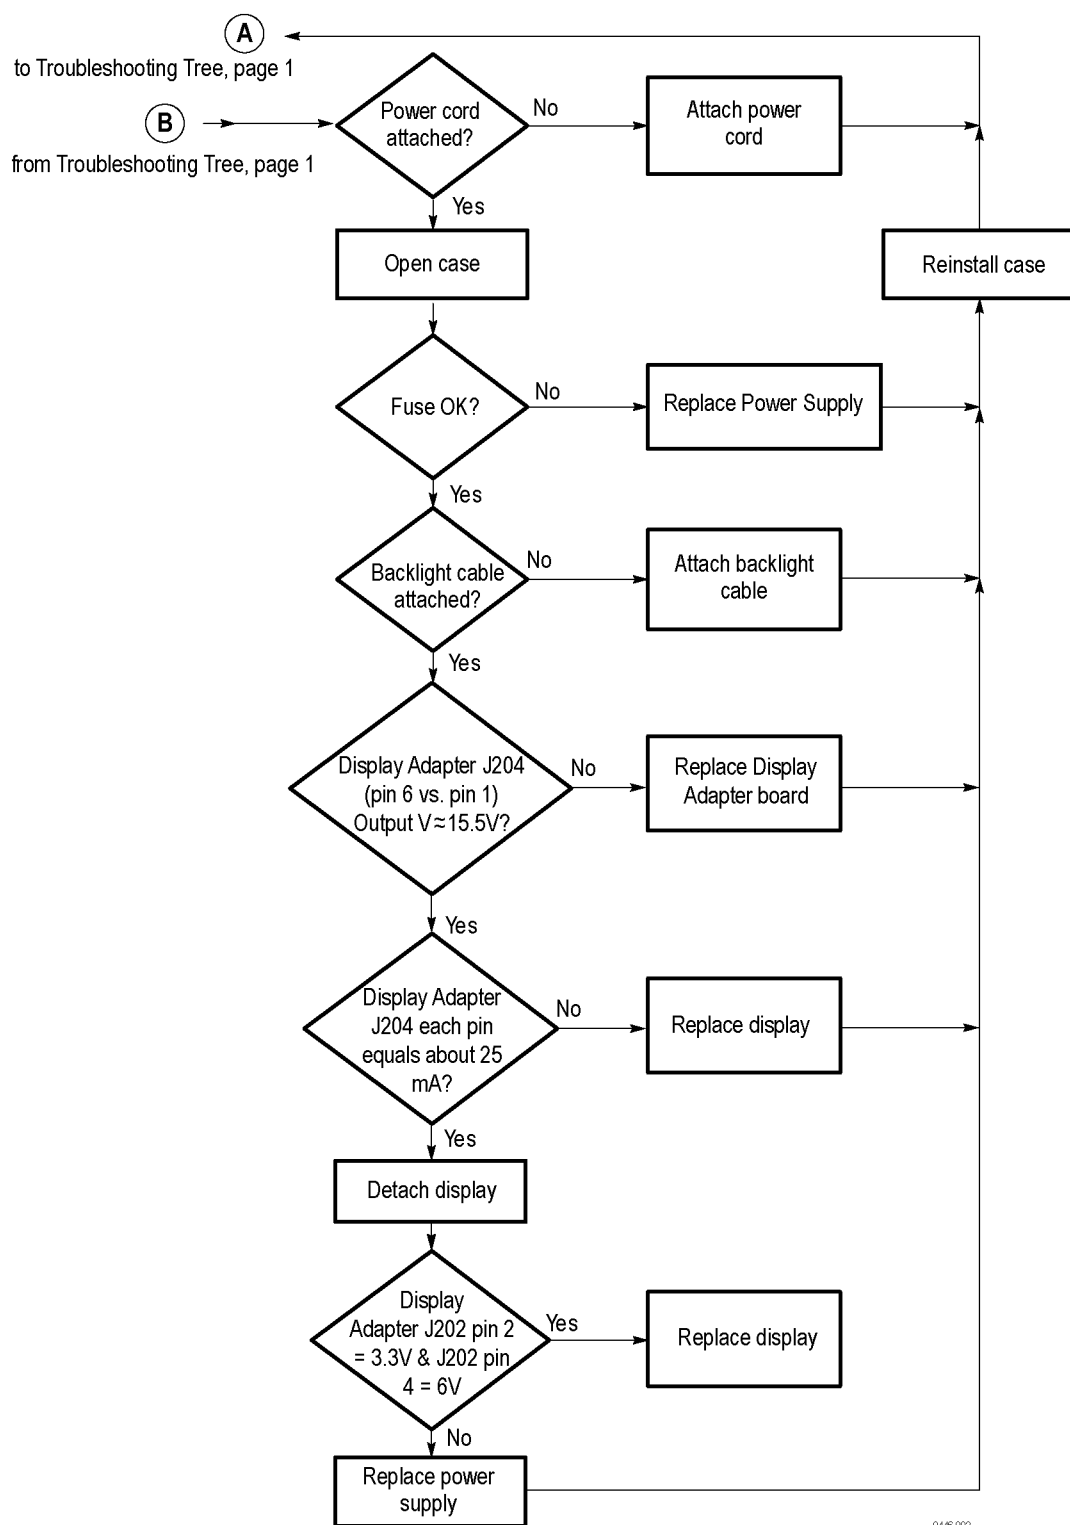 A
to Troubleshooting Tree, page 1
B
from Troubleshooting Tree, page 1
Power cord
attached?
No
Attach power
cord
Yes
Open case
Reinstall case
Fuse OK?
No
Replace Power Supply
Yes
Backlight cable
attached?
No
Attach backlight
cable
Yes
Display Adapter J204
(pin 6 vs. pin 1)
Output V≈15.5V?
No
Replace Display
Adapter board
Yes
Display Adapter
J204 each pin
equals about 25
mA?
No
Replace display
Yes
Detach display
Display
Adapter J202 pin 2
= 3.3V & J202 pin
4 = 6V
Yes
Replace display
No
Replace power
supply